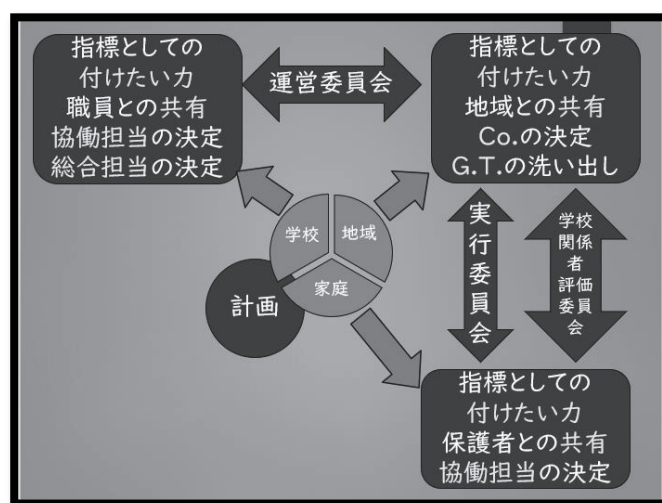 指標としての
付けたい力
職員との共有
協働担当の決定
総合担当の決定
運営委員会
指標としての
付けたい力
地域との共有
Co.の決定
G.T.の洗い出し
学校
地域
家庭
計画
実行委員会
学校
関係
者
評価
委員
会
指標としての
付けたい力
保護者との共有
協働担当の決定